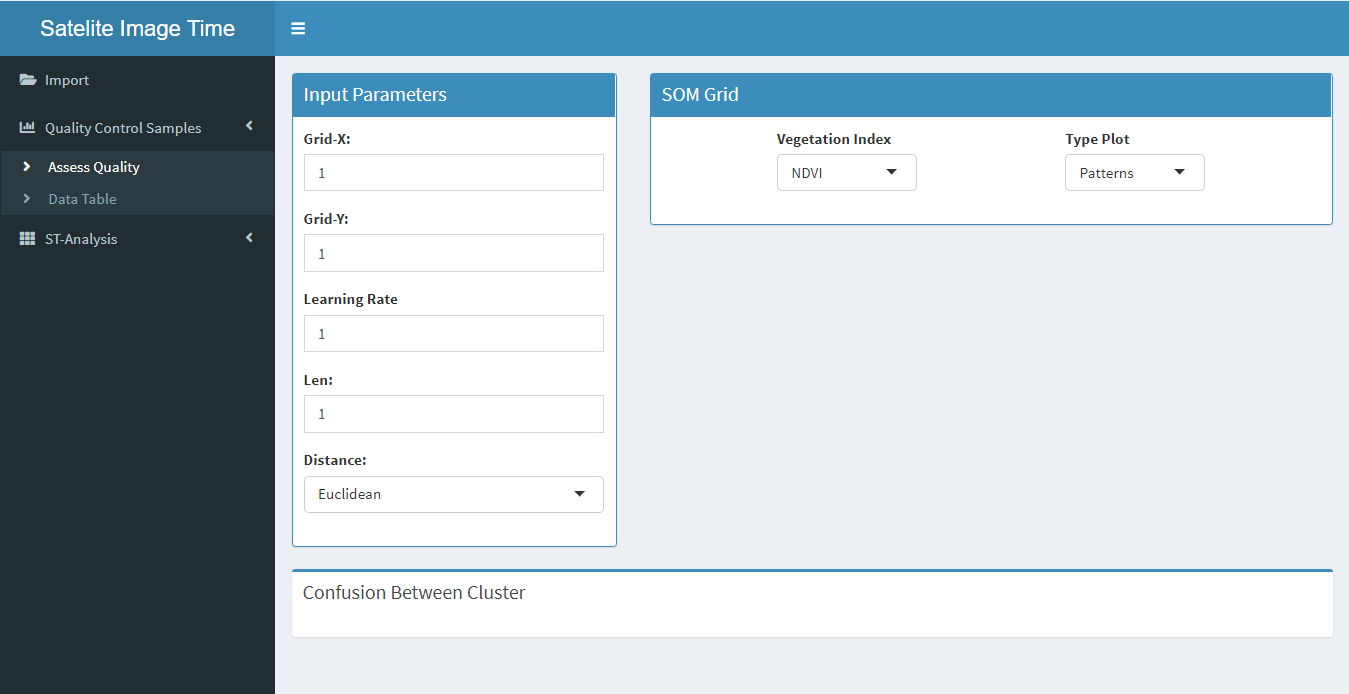 Satelite Image Time
Import
Quality Control Samples
Assess Quality
Data Table
ST-Analysis
Input Parameters
Grid-X:
1
Grid-Y:
1
Learning Rate
1
Len:
1
Distance:
Euclidean
SOM Grid
Vegetation Index
NDVI
Type Plot
Patterns
Confusion Between Cluster